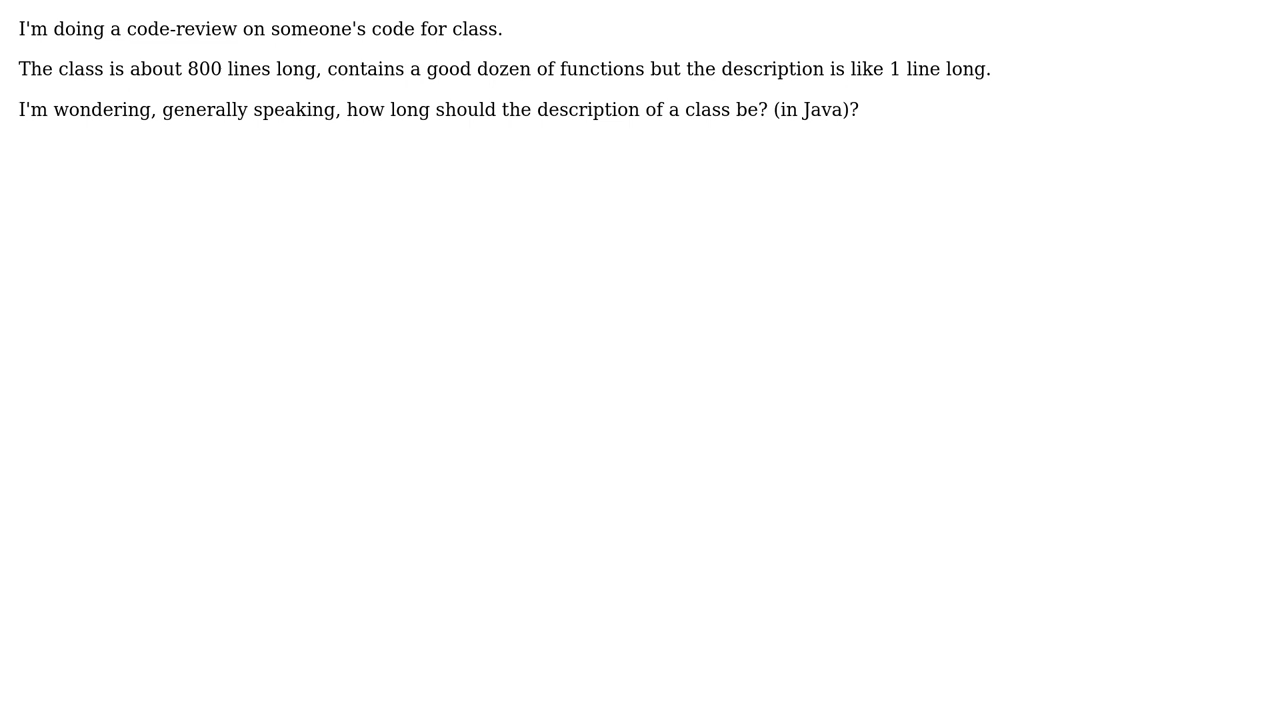 I'm doing a code-review on someone's code for class.
The class is about 800 lines long, contains a good dozen of functions but the description is like 1 line long.
I'm wondering, generally speaking, how long should the description of a class be? (in Java)?